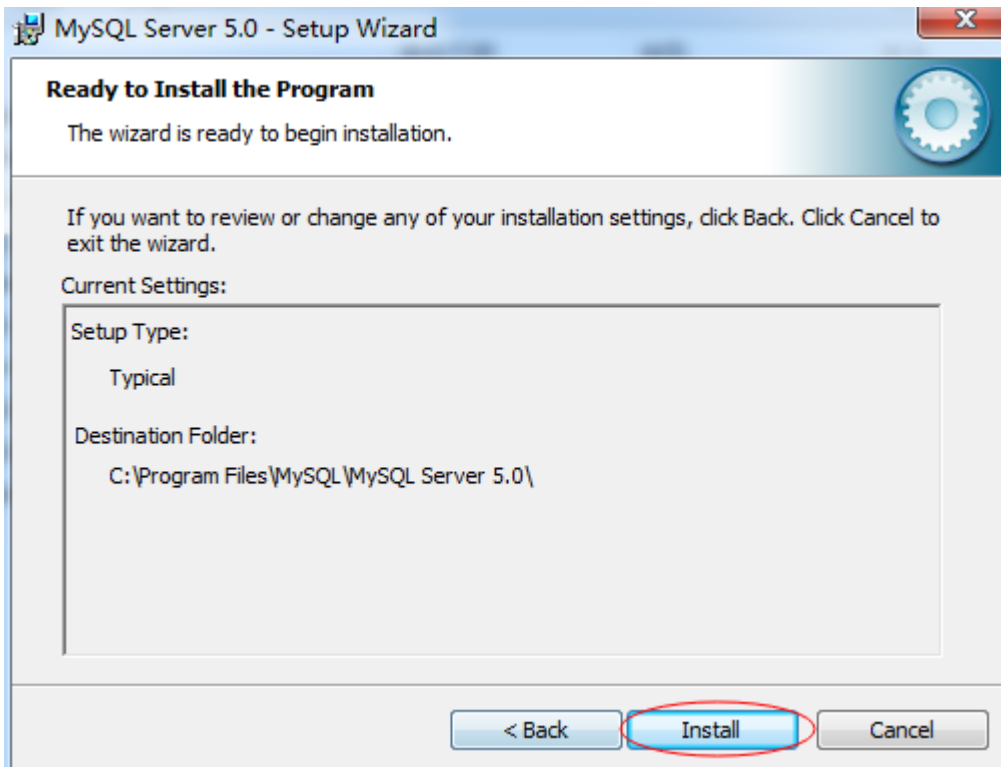 MySQL Server 5.0 - Setup Wizard
Ready to Install the Program
The wizard is ready to begin installation.
If you want to review or change any of your installation settings, click Back. Click Cancel to
exit the wizard.
Current Settings:
Setup Type:
Typical
Destination Folder:
C:\Program Files\MySQL\MySQL Server 5.0\
< Back Install Cancel